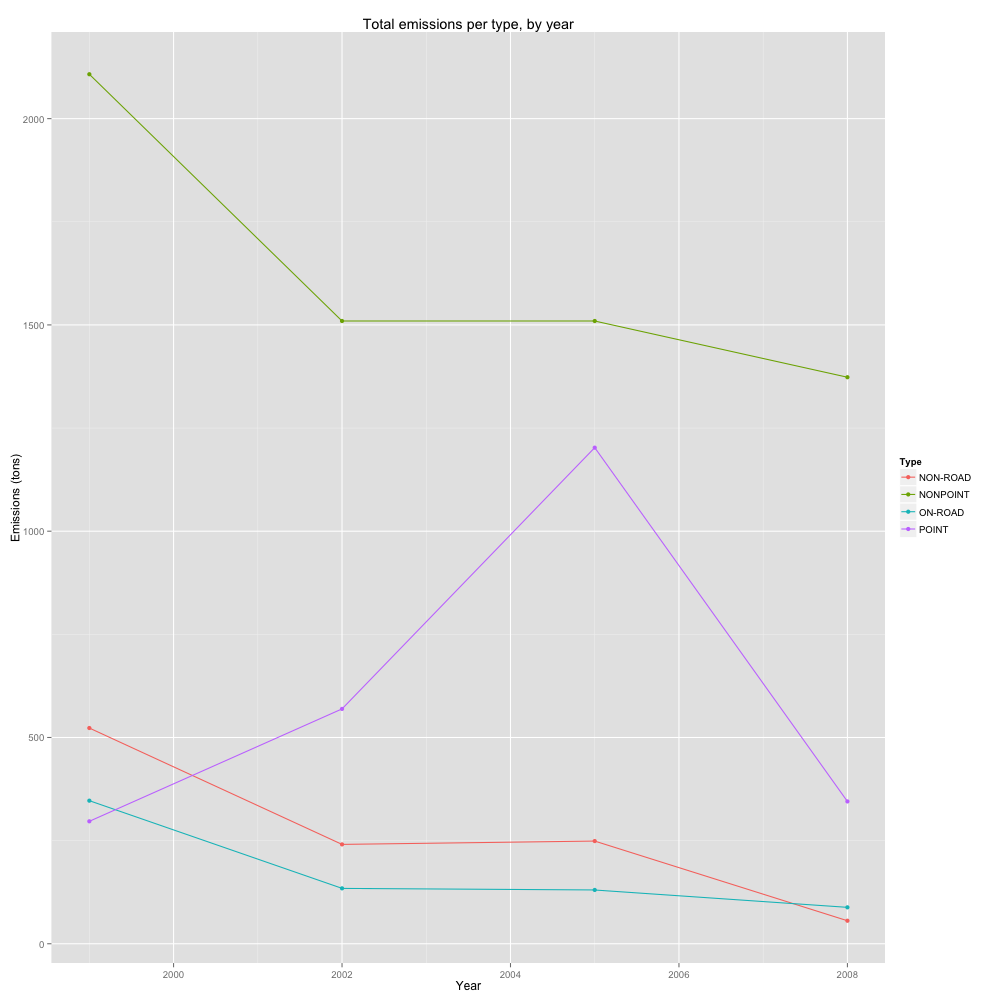 Total emissions per type, by year
Emissions (tons)
2000
1500
1000
500
0
2000
2002
2004
2006
2008
Year
Type
NON-ROAD
NONPOINT
ON-ROAD
POINT